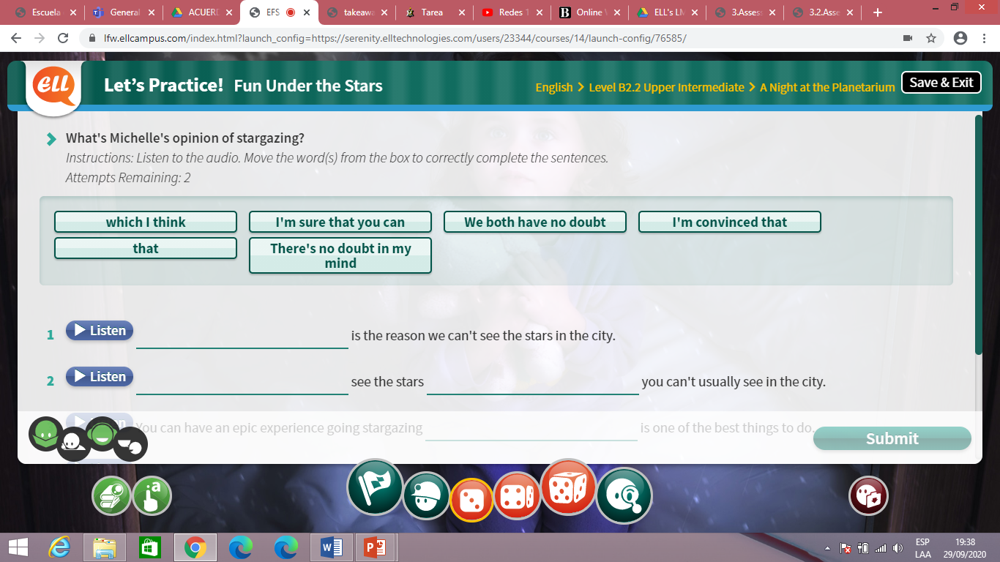 Escuela
General
ACUERD
EFS
takeawa
Tarea
Redes 1
Online
ELL's LM
3.Assess
3.2.Asse
lfw.ellcampus.com/index.html?launch_config=https://serenity.elltechnologies.com/users/23344/courses/14/launch-config/76585/
ell
Let's Practice! Fun Under the Stars
English > Level B2.2 Upper Intermediate > A Night at the Planetarium
Save & Exit
What's Michelle's opinion of stargazing?
Instructions: Listen to the audio. Move the word(s) from the box to correctly complete the sentences.
Attempts Remaining: 2
which I think
I'm sure that you can
We both have no doubt
I'm convinced that
that
There's no doubt in my
mind
1 Listen is the reason we can't see the stars in the city.
2 Listen see the stars you can't usually see in the city.
You can have an epic experience going stargazing is one of the best things to do.
Submit
a
ESP 19:38
LAA 29/09/2020